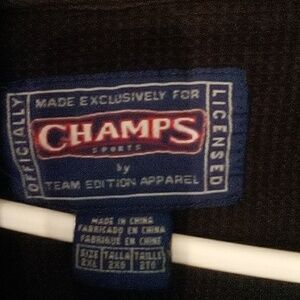 OFFICIALLY
MADE EXCLUSIVELY FOR
CHAMPS
SPORTS
by
TEAM EDITION APPAREL
LICENSED
MADE IN CHINA
FABRICADO EN CHINA
FABRIQUE EN CHINE
SIZE TALLA TAILLE
2XL 2XG 2TG